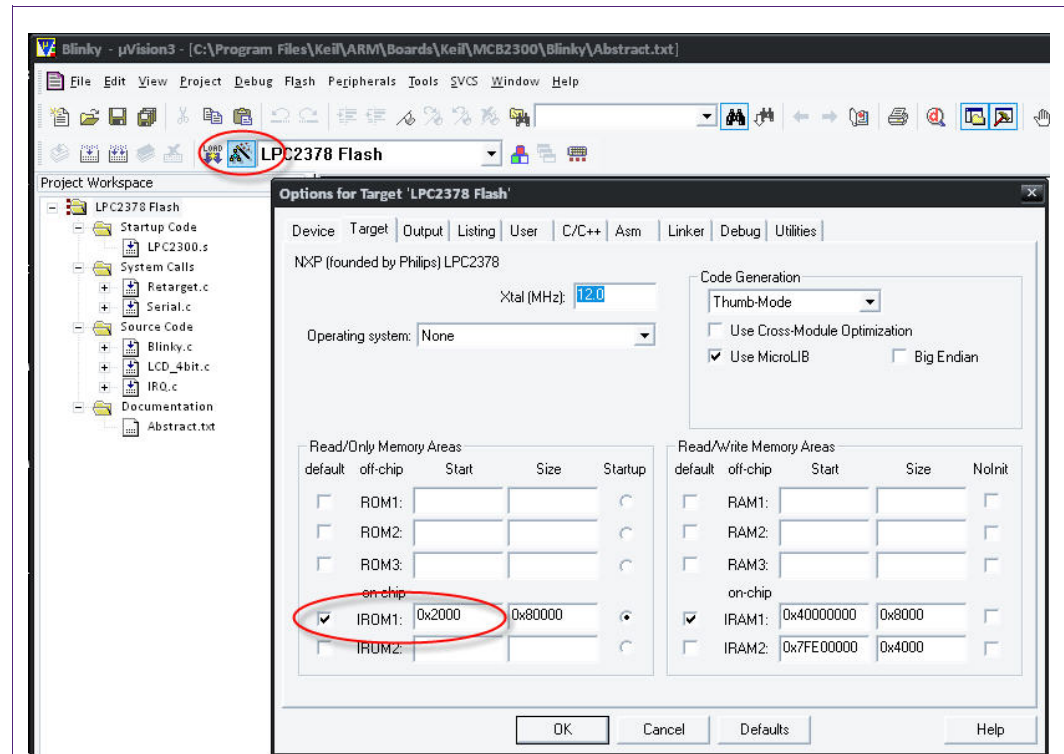 Blinky - µVision3 - [C:\Program Files\Keil\ARM\Boards\Keil\MCB2300\Blinky\Abstract.txt]
File Edit View Project Debug Flash Peripherals Tools SVCS Window Help
LOAD LPC2378 Flash
Project Workspace
LPC2378 Flash
Startup Code
LPC2300.s
System Calls
Retarget.c
Serial.c
Source Code
Blinky.c
LCD_4bit.c
IRQ.c
Documentation
Abstract.txt
Options for Target 'LPC2378 Flash'
Device Target Output Listing User C/C++ Asm Linker Debug Utilities
NXP (founded by Philips) LPC2378
Xtal (MHz): 12.0
Operating system: None
Code Generation
Thumb-Mode
Use Cross-Module Optimization
Use MicroLIB Big Endian
Read/Only Memory Areas
default off-chip Start Size Startup
ROM1:
ROM2:
ROM3:
on-chip
IROM1: 0x2000 0x80000
IROM2:
Read/Write Memory Areas
default off-chip Start Size NoInit
RAM1:
RAM2:
RAM3:
on-chip
IRAM1: 0x40000000 0x8000
IRAM2: 0x7FE00000 0x4000
OK Cancel Defaults Help